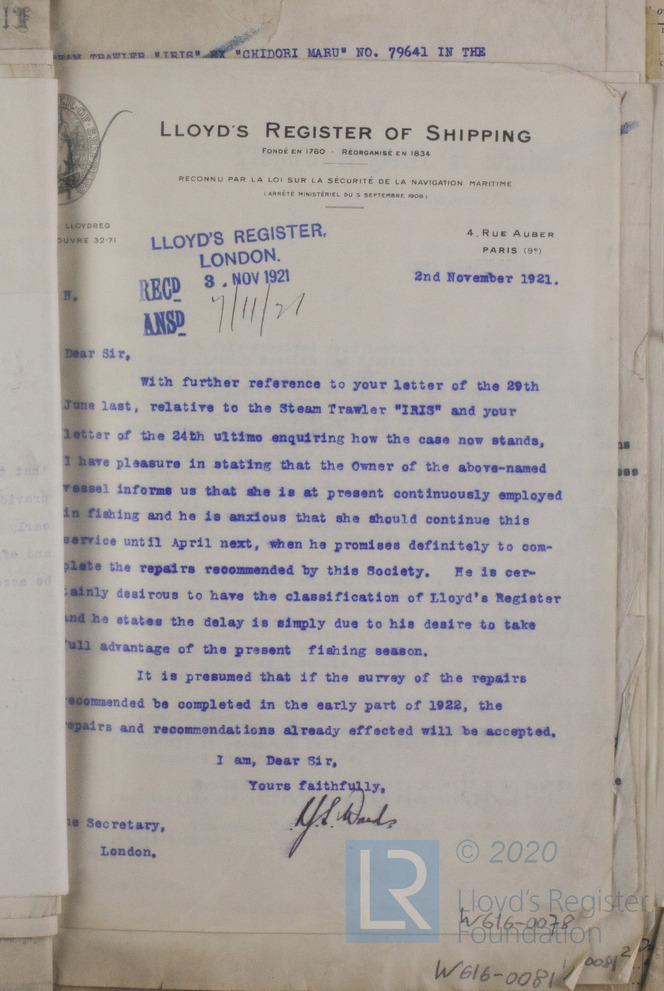 STEAM TRAWLER "IRIS" EX "CHIDORI MARU" NO. 79641 IN THE
LLOYD'S REGISTER OF SHIPPING
FONDÉ EN 1760 · RÉORGANISÉ EN 1834
RECONNU PAR LA LOI SUR LA SÉCURITÉ DE LA NAVIGATION MARITIME
(ARRÊTÉ MINISTÉRIEL DU 5 SEPTEMBRE 1908)
LLOYDREG
OUVRE 32-71
4, RUE AUBER
PARIS (9e)
LLOYD'S REGISTER,
LONDON.
RECD 3. NOV 1921
ANSD 7/11/21
2nd November 1921.
H.
Dear Sir,
With further reference to your letter of the 29th
June last, relative to the Steam Trawler "IRIS" and your
letter of the 24th ultimo enquiring how the case now stands,
I have pleasure in stating that the Owner of the above-named
vessel informs us that she is at present continuously employed
in fishing and he is anxious that she should continue this
service until April next, when he promises definitely to com-
plete the repairs recommended by this Society. He is cer-
tainly desirous to have the classification of Lloyd's Register
and he states the delay is simply due to his desire to take
full advantage of the present fishing season.
It is presumed that if the survey of the repairs
recommended be completed in the early part of 1922, the
repairs and recommendations already effected will be accepted.
I am, Dear Sir,
Yours faithfully,
he Secretary,
London.
LR
© 2020
Lloyd's Register
Foundation
W616-0078
W616-0081
0081